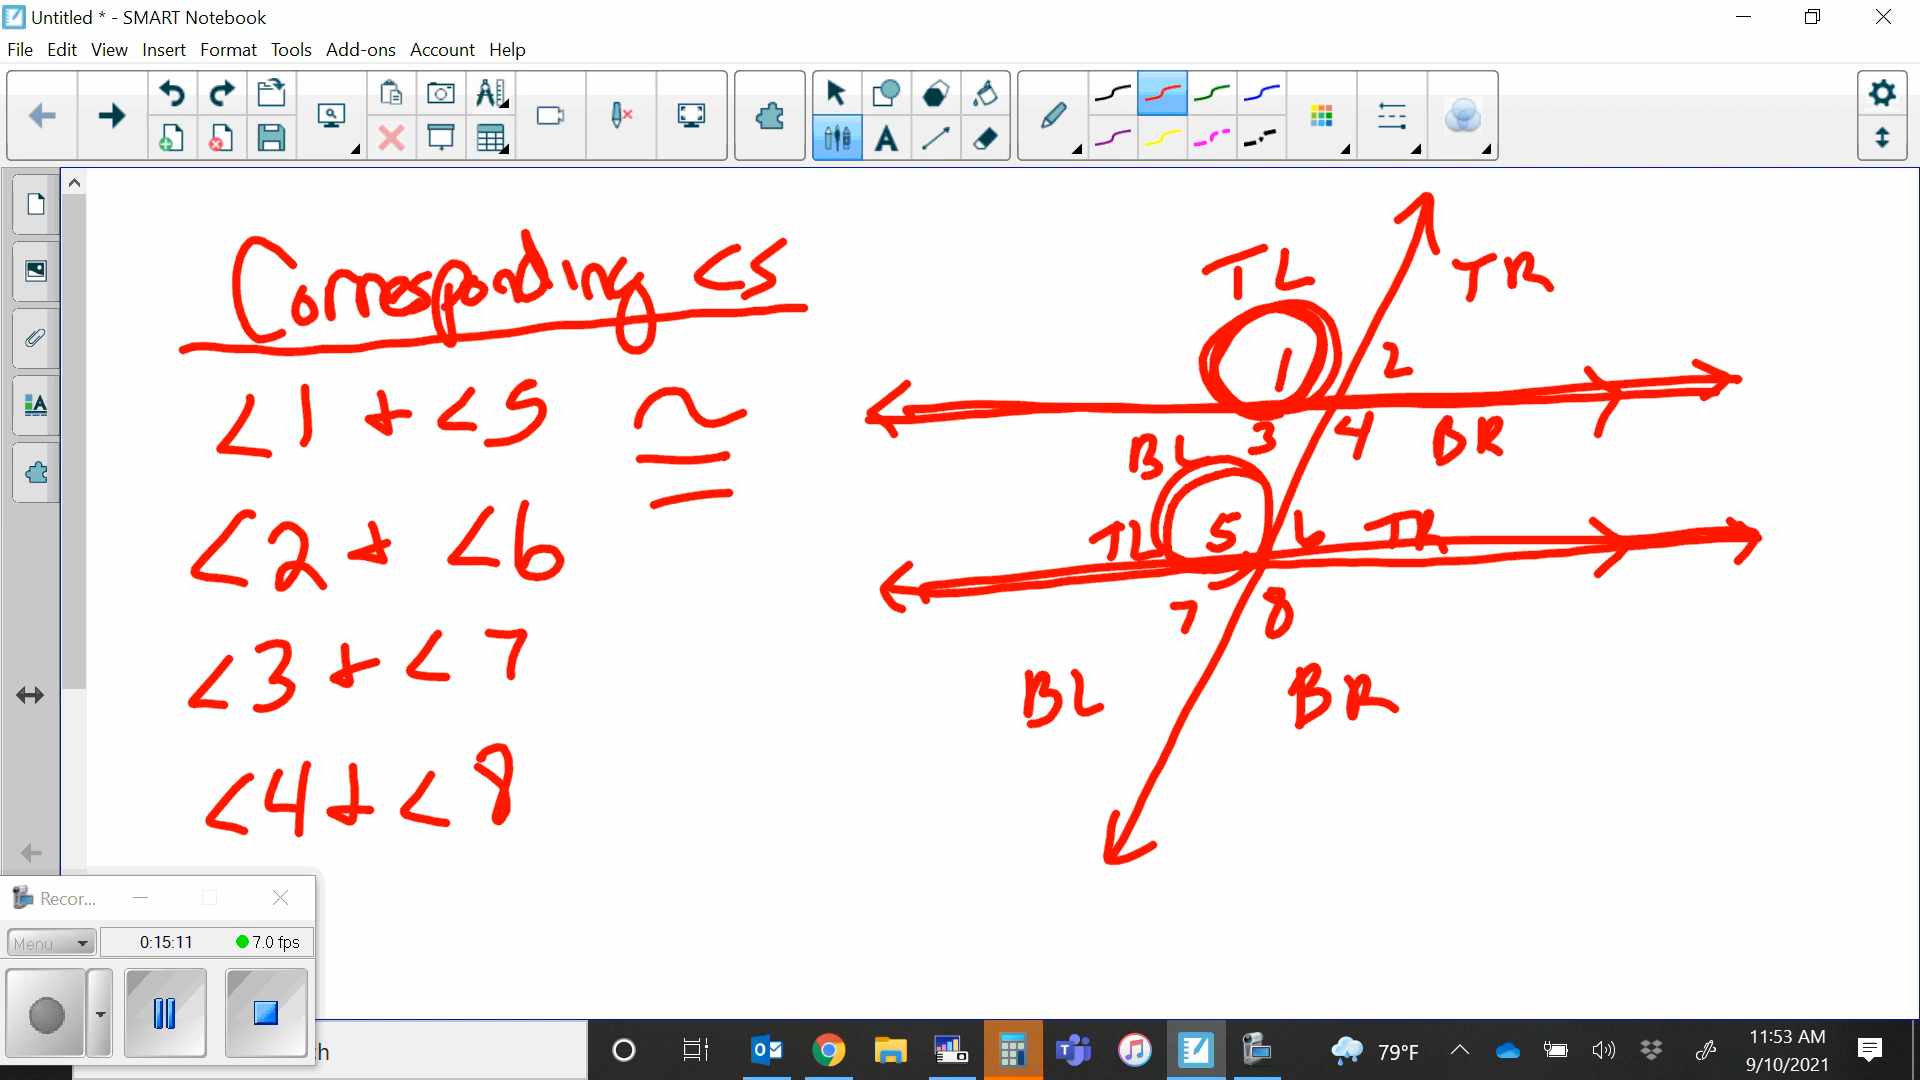 Untitled * - SMART Notebook
File Edit View Insert Format Tools Add-ons Account Help
Corresponding <s
<1 + <5 ≅
<2 + <6
<3 + <7
<4 + <8
TL TR
1 2
3 4 BR
BL
TL 5 6 TR
7 8
BL BR
Recor...
Menu 0:15:11 7.0 fps
h
79°F
11:53 AM
9/10/2021